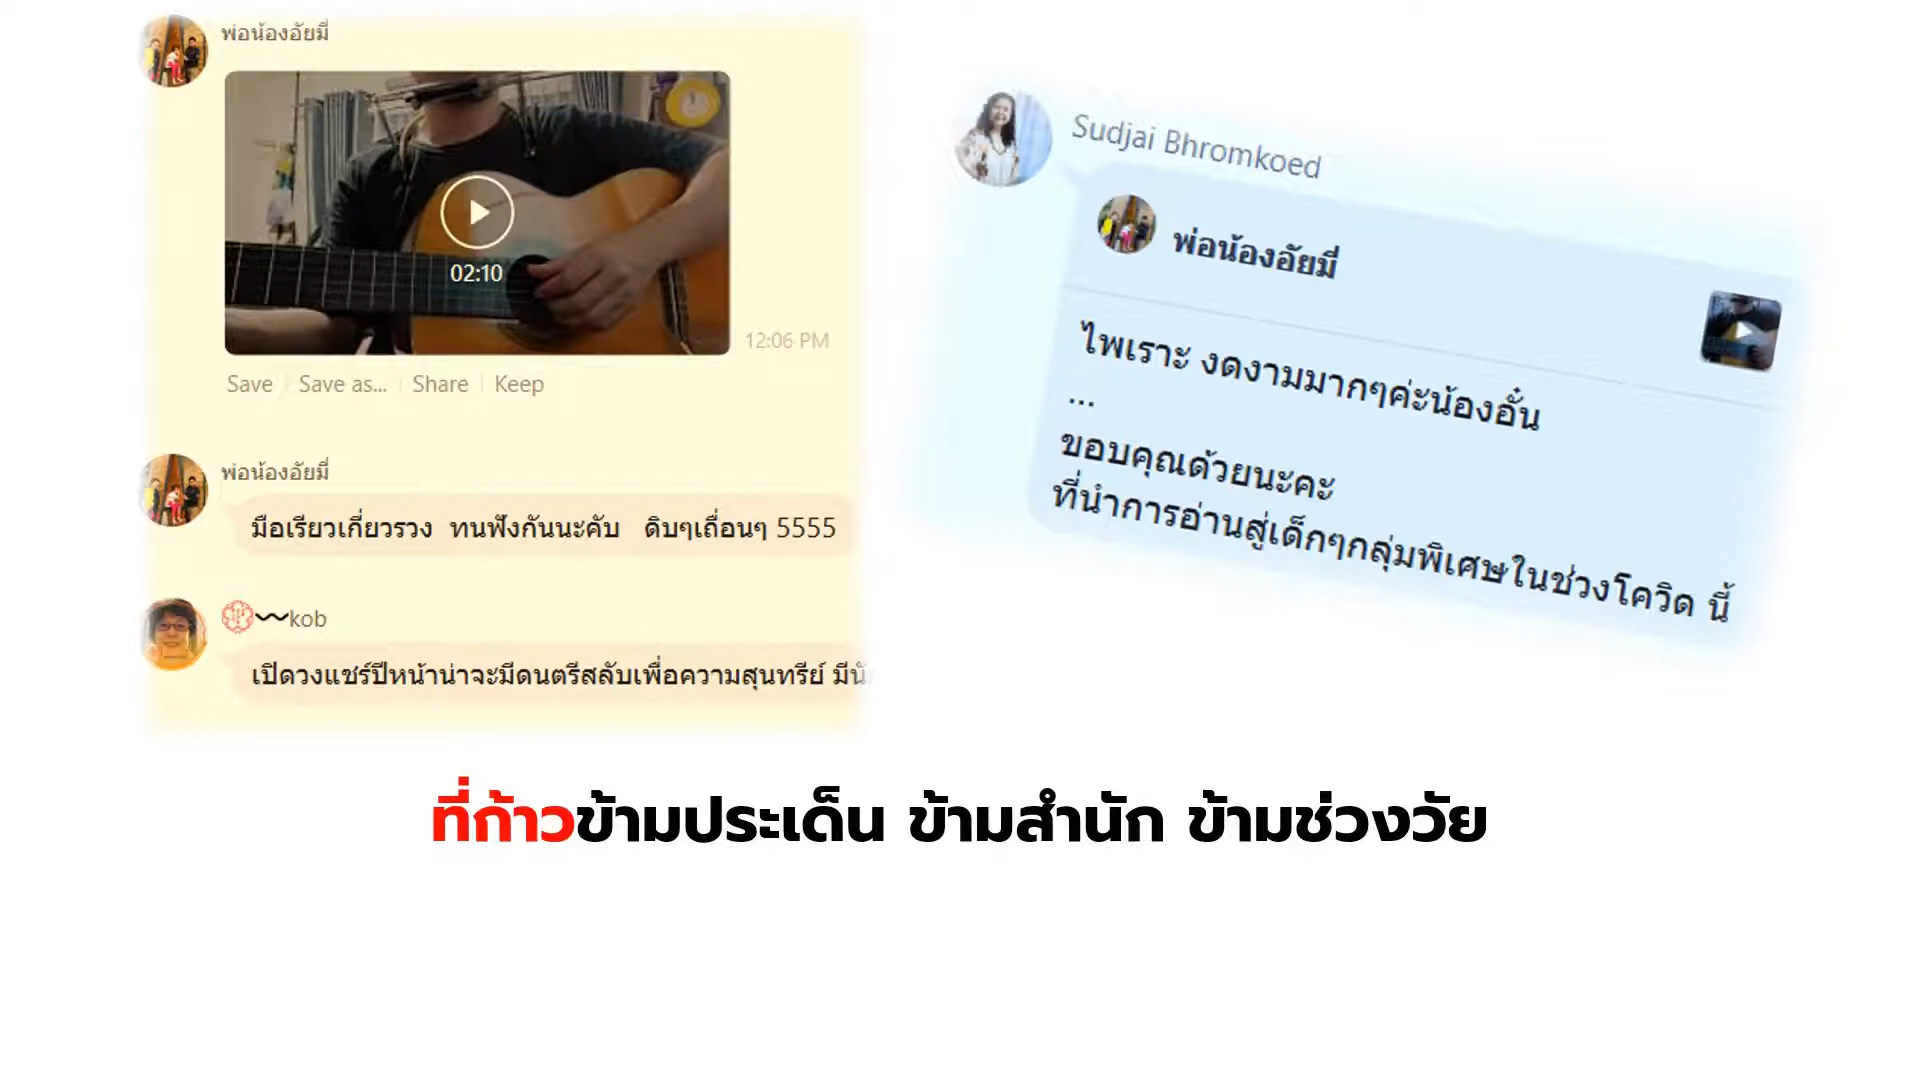 พ่อน้องอัยมี่
02:10
12:06 PM
Save Save as... Share Keep
พ่อน้องอัยมี่
มือเรียวเกี่ยวรวง ทนฟังกันนะคับ ดิบๆเถื่อนๆ 5555
kob
เปิดวงแชร์ปีหน้าน่าจะมีดนตรีสลับเพื่อความสุนทรีย์ มี
Sudjai Bhromkoed
พ่อน้องอัยมี่
ไพเราะ งดงามมากๆค่ะน้องอั๋น
...
ขอบคุณด้วยนะคะ
ที่นำการอ่านสู่เด็กๆกลุ่มพิเศษในช่วงโควิด นี้
ที่ก้าวข้ามประเด็น ข้ามสำนัก ข้ามช่วงวัย